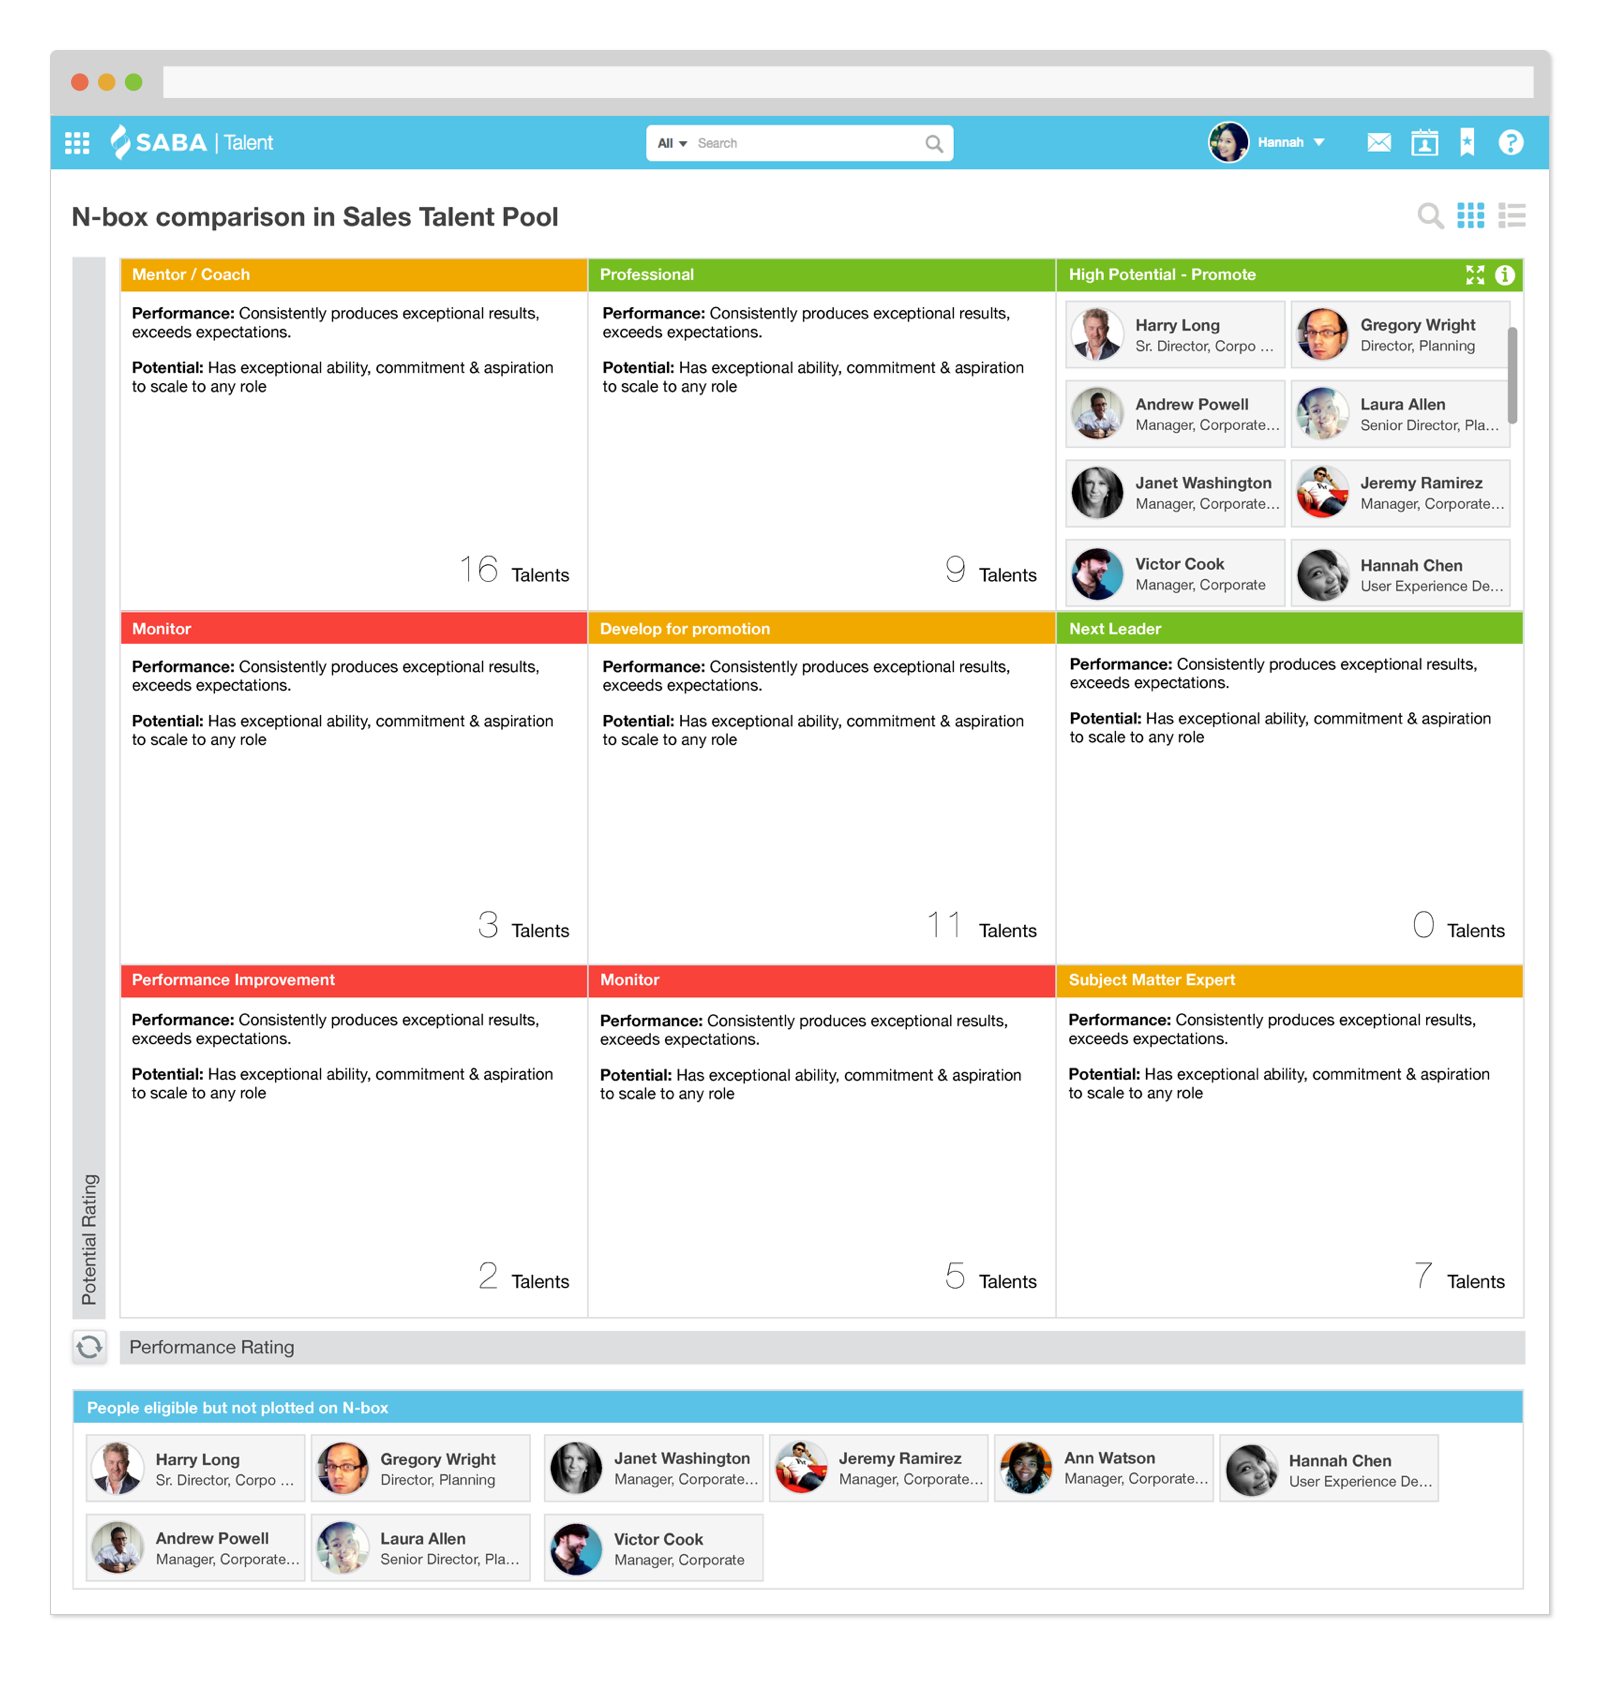 SABA | Talent
All Search
Hannah
N-box comparison in Sales Talent Pool
Mentor / Coach
Performance: Consistently produces exceptional results,
exceeds expectations.
Potential: Has exceptional ability, commitment & aspiration
to scale to any role
16 Talents
Professional
Performance: Consistently produces exceptional results,
exceeds expectations.
Potential: Has exceptional ability, commitment & aspiration
to scale to any role
9 Talents
High Potential - Promote
Harry Long
Sr. Director, Corpo ...
Gregory Wright
Director, Planning
Andrew Powell
Manager, Corporate...
Laura Allen
Senior Director, Pla...
Janet Washington
Manager, Corporate...
Jeremy Ramirez
Manager, Corporate...
Victor Cook
Manager, Corporate
Hannah Chen
User Experience De...
Monitor
Performance: Consistently produces exceptional results,
exceeds expectations.
Potential: Has exceptional ability, commitment & aspiration
to scale to any role
3 Talents
Develop for promotion
Performance: Consistently produces exceptional results,
exceeds expectations.
Potential: Has exceptional ability, commitment & aspiration
to scale to any role
11 Talents
Next Leader
Performance: Consistently produces exceptional results,
exceeds expectations.
Potential: Has exceptional ability, commitment & aspiration
to scale to any role
0 Talents
Performance Improvement
Performance: Consistently produces exceptional results,
exceeds expectations.
Potential: Has exceptional ability, commitment & aspiration
to scale to any role
2 Talents
Monitor
Performance: Consistently produces exceptional results,
exceeds expectations.
Potential: Has exceptional ability, commitment & aspiration
to scale to any role
5 Talents
Subject Matter Expert
Performance: Consistently produces exceptional results,
exceeds expectations.
Potential: Has exceptional ability, commitment & aspiration
to scale to any role
7 Talents
Potential Rating
Performance Rating
People eligible but not plotted on N-box
Harry Long
Sr. Director, Corpo ...
Gregory Wright
Director, Planning
Janet Washington
Manager, Corporate...
Jeremy Ramirez
Manager, Corporate...
Ann Watson
Manager, Corporate...
Hannah Chen
User Experience De...
Andrew Powell
Manager, Corporate...
Laura Allen
Senior Director, Pla...
Victor Cook
Manager, Corporate